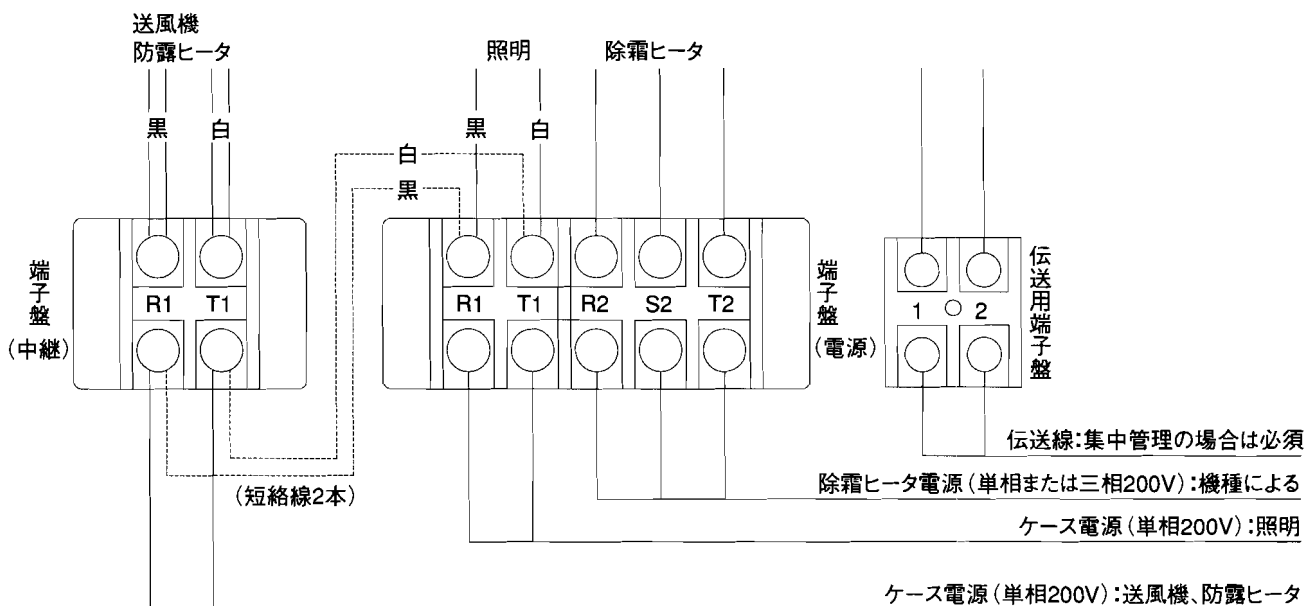 送風機
防露ヒータ
照明
除霜ヒータ
黒
白
黒
白
白
黒
端子盤
(中継)
R1
T1
R1
T1
R2
S2
T2
端子盤
(電源)
1
2
伝送用端子盤
(短絡線2本)
伝送線:集中管理の場合は必須
除霜ヒータ電源(単相または三相200V):機種による
ケース電源(単相200V):照明
ケース電源(単相200V):送風機、防露ヒータ